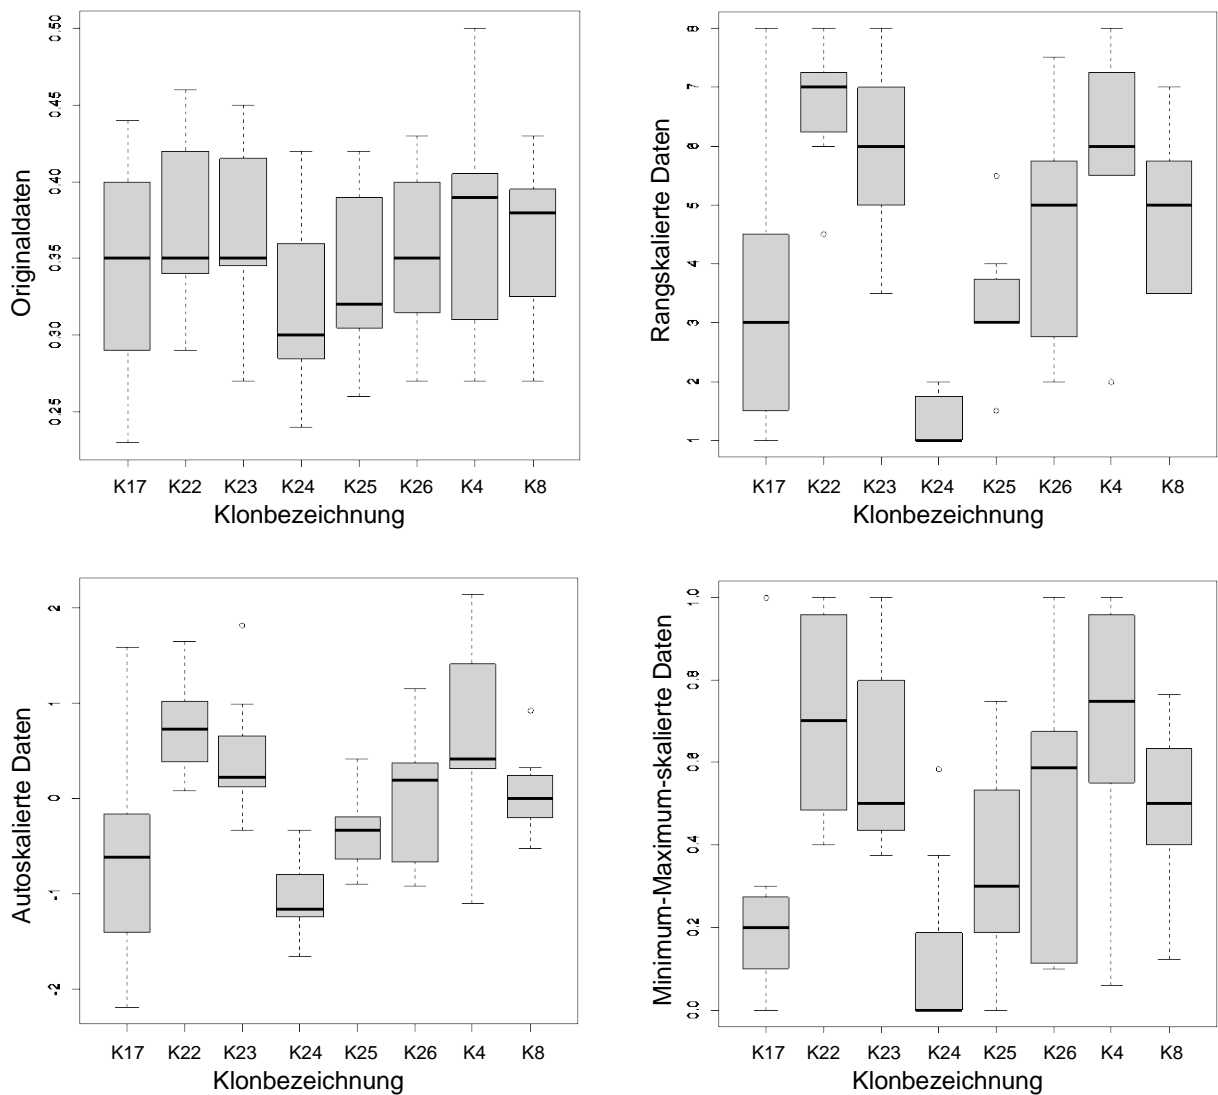 Originaldaten
0.50
0.45
0.40
0.35
0.30
0.25
K17 K22 K23 K24 K25 K26 K4 K8
Klonbezeichnung
Rangskalierte Daten
8
7
6
5
4
3
2
1
K17 K22 K23 K24 K25 K26 K4 K8
Klonbezeichnung
Autoskalierte Daten
2
1
0
-1
-2
K17 K22 K23 K24 K25 K26 K4 K8
Klonbezeichnung
Minimum-Maximum-skalierte Daten
1.0
0.8
0.6
0.4
0.2
0.0
K17 K22 K23 K24 K25 K26 K4 K8
Klonbezeichnung